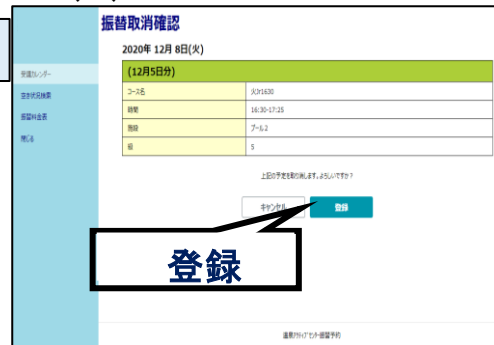 振替取消確認
2020年 12月 8日(火)
(12月5日分)
コース名 火Jr1630
時間 16:30-17:25
施設 プール2
級 5
上記の予定を取り消します。よろしいですか?
キャンセル 登録
登録
受講カレンダー
空き状況検索
振替料金表
閉じる